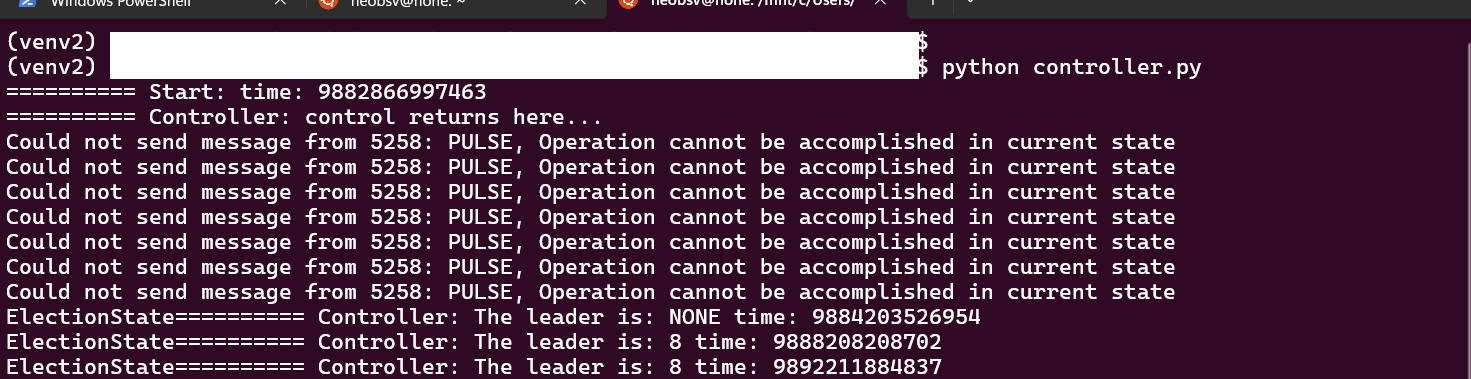 Windows PowerShell
neobsv@none: ~
neobsv@none: /mnt/c/Users/
(venv2) $
(venv2) $ python controller.py
========== Start: time: 9882866997463
========== Controller: control returns here...
Could not send message from 5258: PULSE, Operation cannot be accomplished in current state
Could not send message from 5258: PULSE, Operation cannot be accomplished in current state
Could not send message from 5258: PULSE, Operation cannot be accomplished in current state
Could not send message from 5258: PULSE, Operation cannot be accomplished in current state
Could not send message from 5258: PULSE, Operation cannot be accomplished in current state
Could not send message from 5258: PULSE, Operation cannot be accomplished in current state
Could not send message from 5258: PULSE, Operation cannot be accomplished in current state
ElectionState========== Controller: The leader is: NONE time: 9884203526954
ElectionState========== Controller: The leader is: 8 time: 9888208208702
ElectionState========== Controller: The leader is: 8 time: 9892211884837